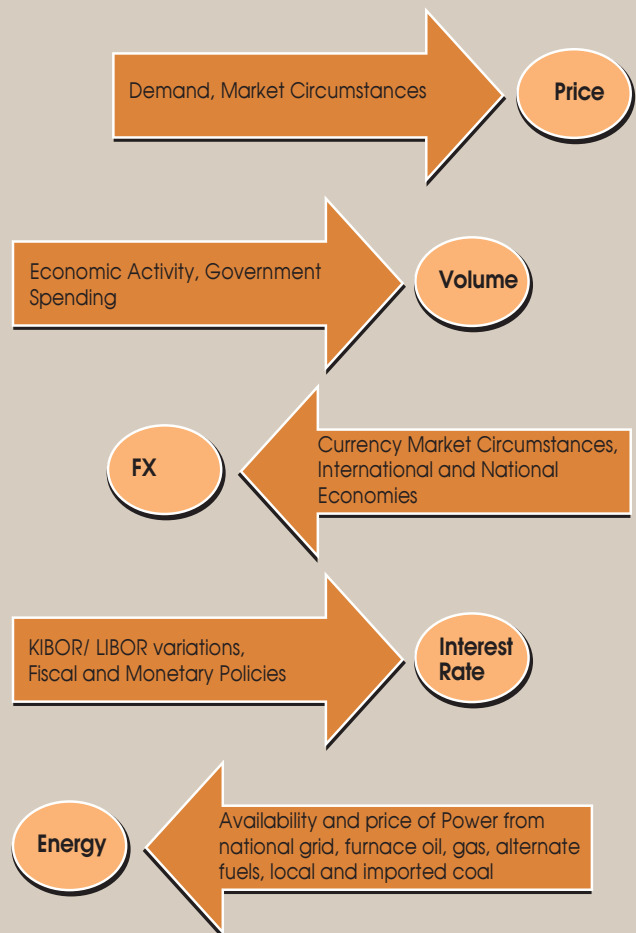 Demand, Market Circumstances
Price
Economic Activity, Government
Spending
Volume
FX
Currency Market Circumstances,
International and National
Economies
KIBOR/ LIBOR variations,
Fiscal and Monetary Policies
Interest
Rate
Energy
Availability and price of Power from
national grid, furnace oil, gas, alternate
fuels, local and imported coal